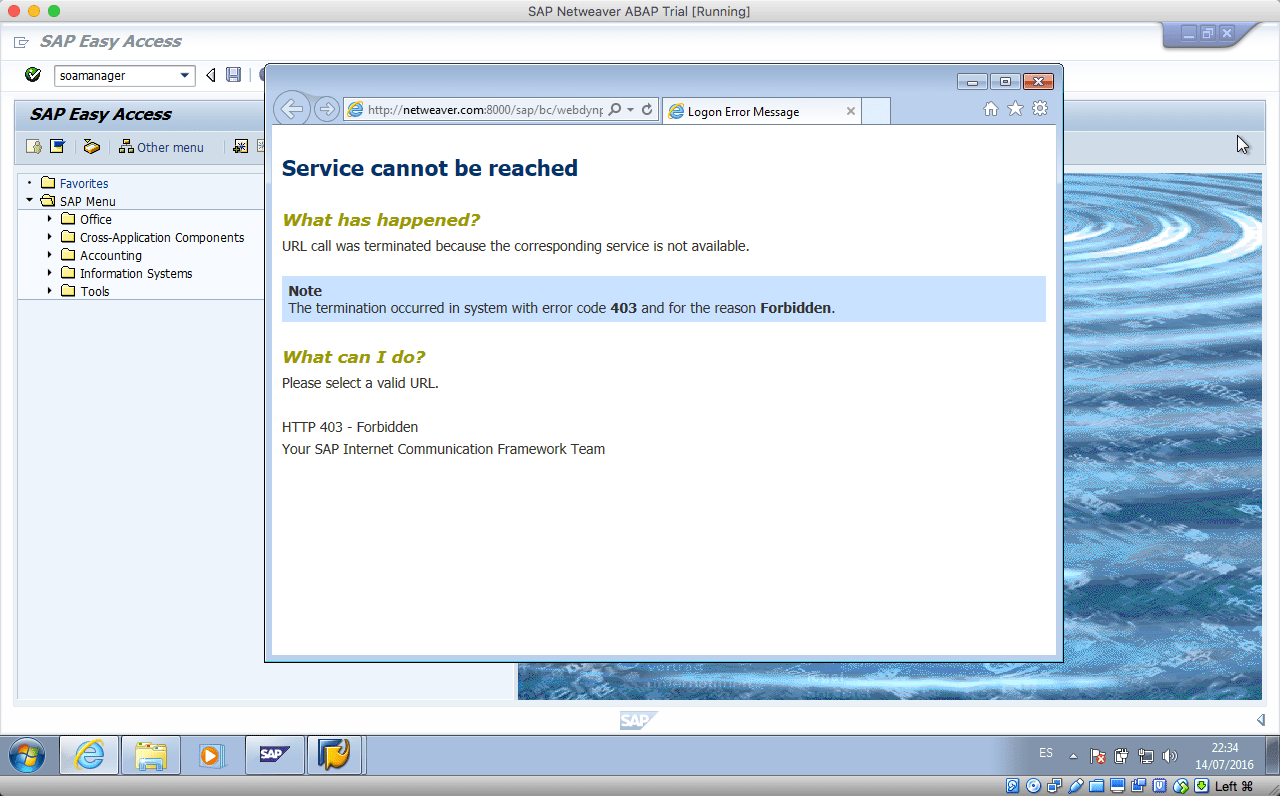 SAP Netweaver ABAP Trial [Running]
SAP Easy Access
soamanager
SAP Easy Access
Other menu
Favorites
SAP Menu
Office
Cross-Application Components
Accounting
Information Systems
Tools
http://netweaver.com:8000/sap/bc/webdynp
Logon Error Message
Service cannot be reached
What has happened?
URL call was terminated because the corresponding service is not available.
Note
The termination occurred in system with error code 403 and for the reason Forbidden.
What can I do?
Please select a valid URL.
HTTP 403 - Forbidden
Your SAP Internet Communication Framework Team
SAP
SAP
ES
22:34
14/07/2016
Left ⌘